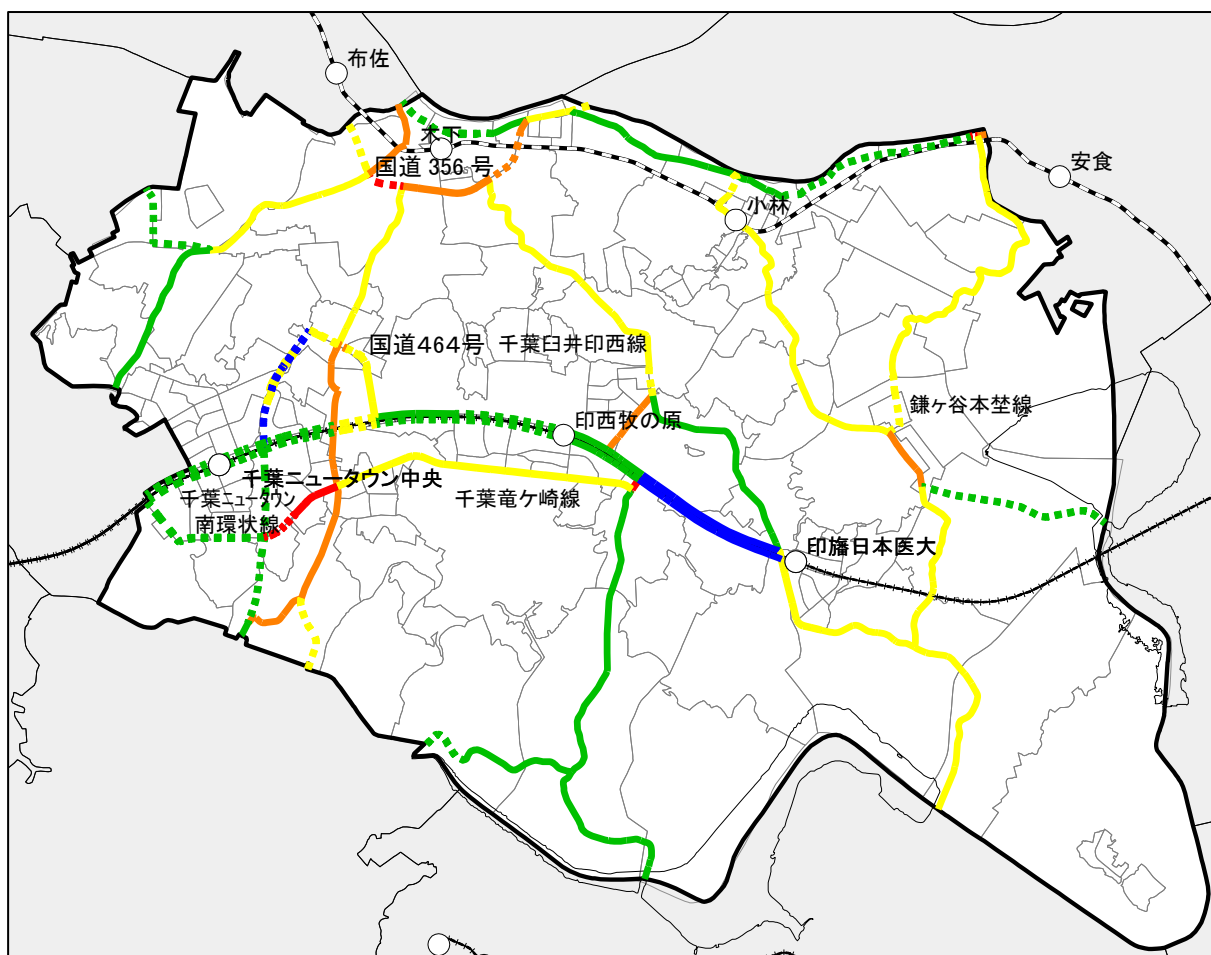 布佐
木下
国道 356 号
安食
小林
国道464号
千葉臼井印西線
鎌ヶ谷本埜線
印西牧の原
千葉ニュータウン中央
千葉ニュータウン
南環状線
千葉竜ケ崎線
印旛日本医大